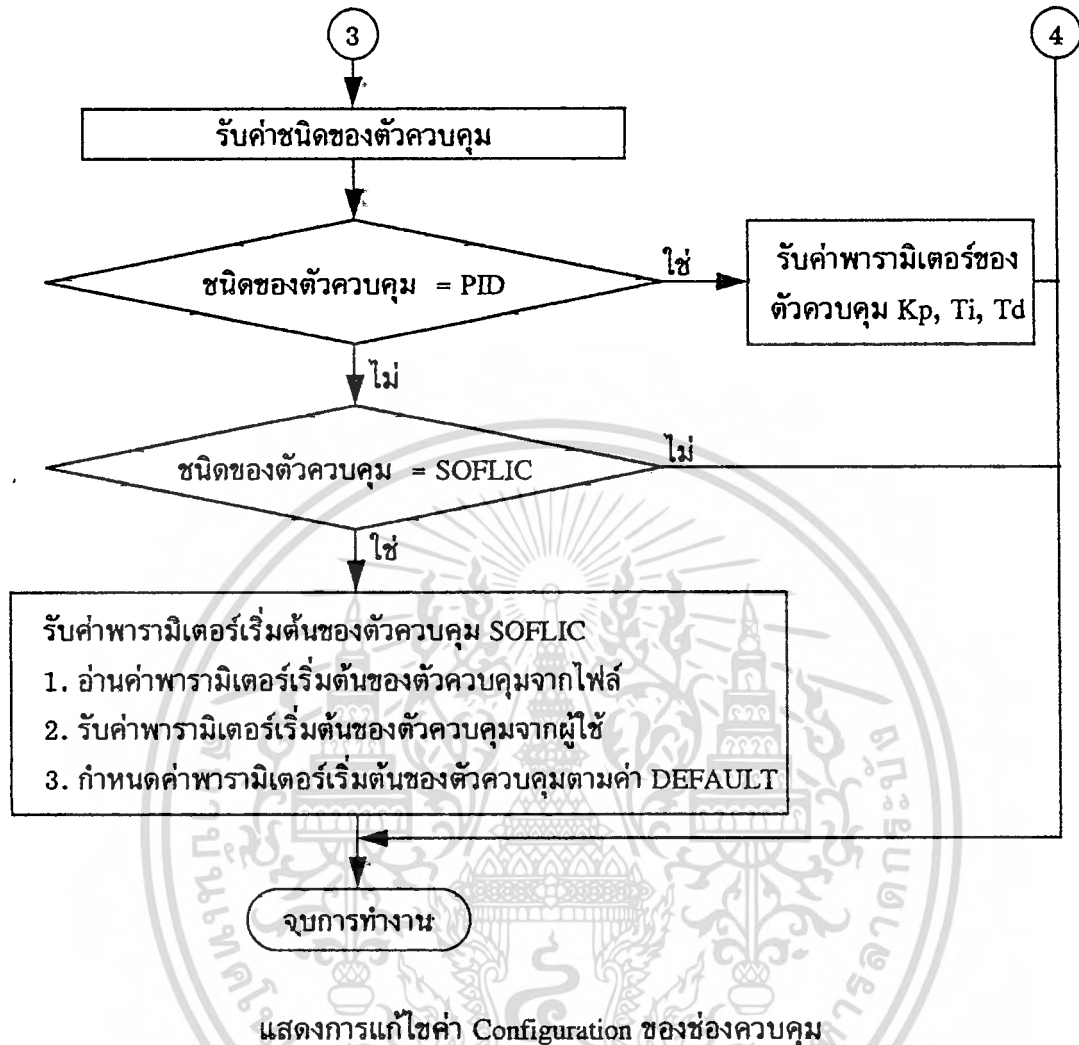 3
4
รับค่าชนิดของตัวควบคุม
ชนิดของตัวควบคุม = PID
ใช่
รับค่าพารามิเตอร์ของ
ตัวควบคุม Kp, Ti, Td
ไม่
ชนิดของตัวควบคุม = SOFLIC
ไม่
ใช่
รับค่าพารามิเตอร์เริ่มต้นของตัวควบคุม SOFLIC
1. อ่านค่าพารามิเตอร์เริ่มต้นของตัวควบคุมจากไฟล์
2. รับค่าพารามิเตอร์เริ่มต้นของตัวควบคุมจากผู้ใช้
3. กำหนดค่าพารามิเตอร์เริ่มต้นของตัวควบคุมตามค่า DEFAULT
จบการทำงาน
แสดงการแก้ไขค่า Configuration ของช่องควบคุม